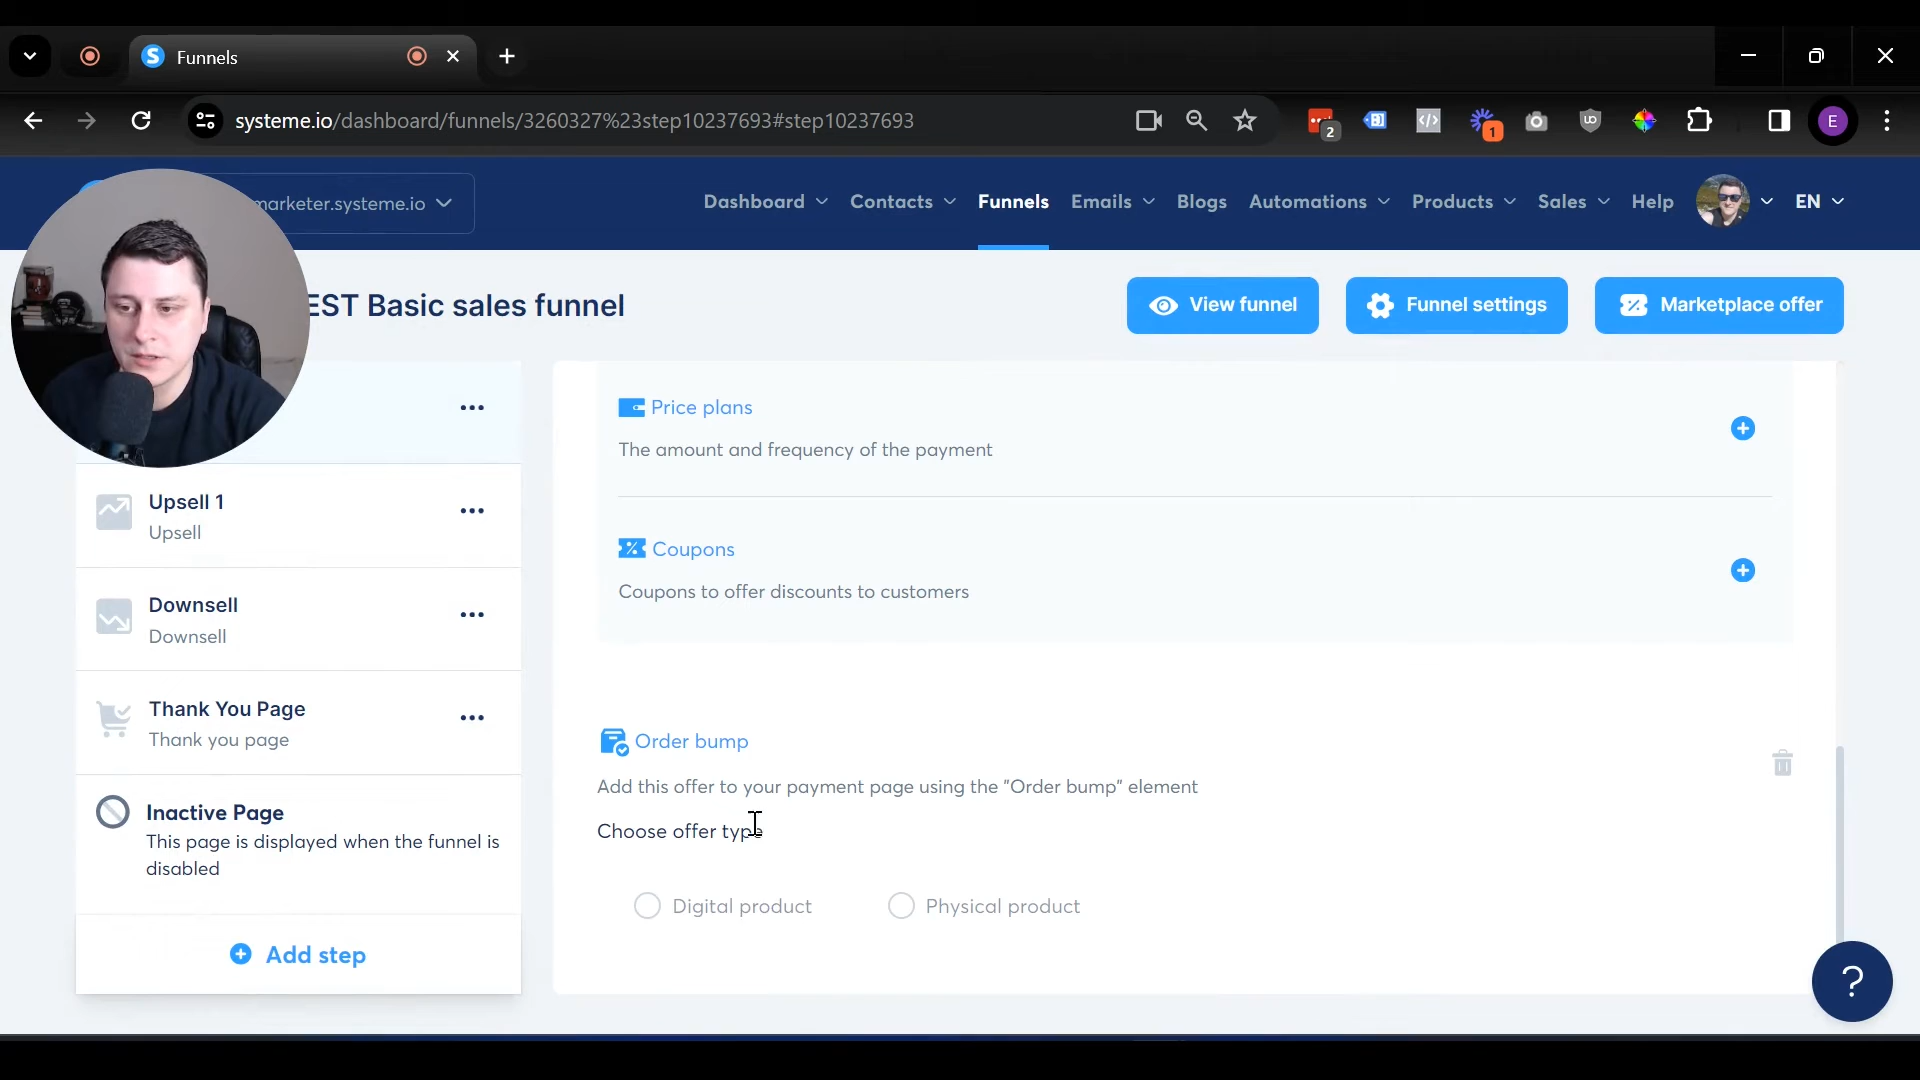 Funnels
systeme.io/dashboard/funnels/3260327%23step10237693#step10237693
2
1
E
marketer.systeme.io
Dashboard
Contacts
Funnels
Emails
Blogs
Automations
Products
Sales
Help
EN
EST Basic sales funnel
View funnel
Funnel settings
Marketplace offer
Upsell 1
Upsell
Downsell
Downsell
Thank You Page
Thank you page
Inactive Page
This page is displayed when the funnel is
disabled
Add step
Price plans
The amount and frequency of the payment
Coupons
Coupons to offer discounts to customers
Order bump
Add this offer to your payment page using the "Order bump" element
Choose offer type
Digital product
Physical product
?